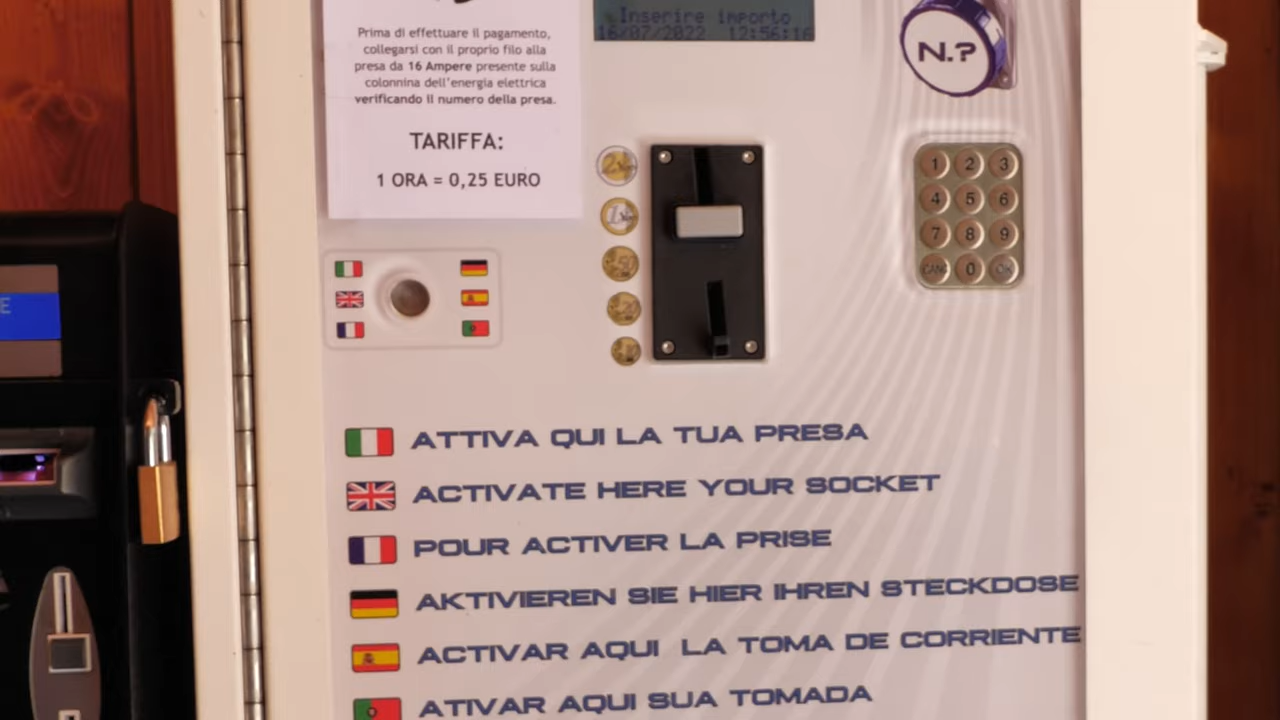 Prima di effettuare il pagamento,
collegarsi con il proprio filo alla
presa da 16 Ampere presente sulla
colonnina dell'energia elettrica
verificando il numero della presa.
TARIFFA:
1 ORA = 0,25 EURO
Inserire importo
16/07/2022 12:56:16
N.?
1 2 3
4 5 6
7 8 9
CANC 0 OK
ATTIVA QUI LA TUA PRESA
ACTIVATE HERE YOUR SOCKET
POUR ACTIVER LA PRISE
AKTIVIEREN SIE HIER IHREN STECKDOSE
ACTIVAR AQUI LA TOMA DE CORRIENTE
ATIVAR AQUI SUA TOMADA